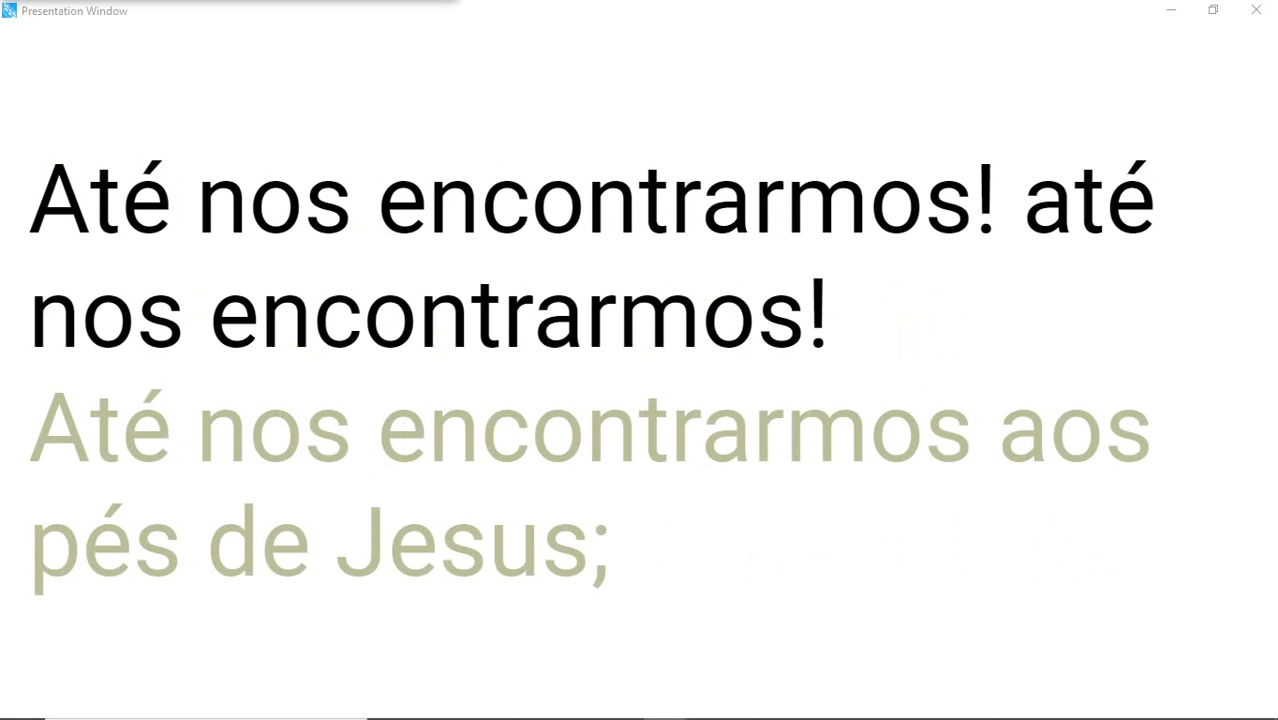 Presentation Window
Até nos encontrarmos! até
nos encontrarmos!
Até nos encontrarmos aos
pés de Jesus;